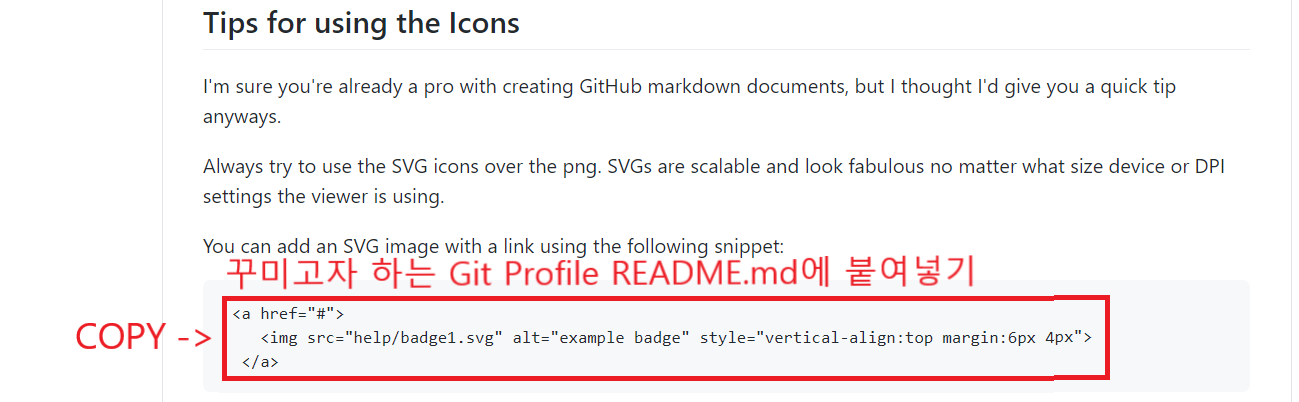 Tips for using the Icons
I'm sure you're already a pro with creating GitHub markdown documents, but I thought I'd give you a quick tip
anyways.
Always try to use the SVG icons over the png. SVGs are scalable and look fabulous no matter what size device or DPI
settings the viewer is using.
You can add an SVG image with a link using the following snippet:
꾸미고자 하는 Git Profile README.md에 붙여넣기
COPY ->
<a href="#">
<img src="help/badge1.svg" alt="example badge" style="vertical-align:top margin:6px 4px">
</a>